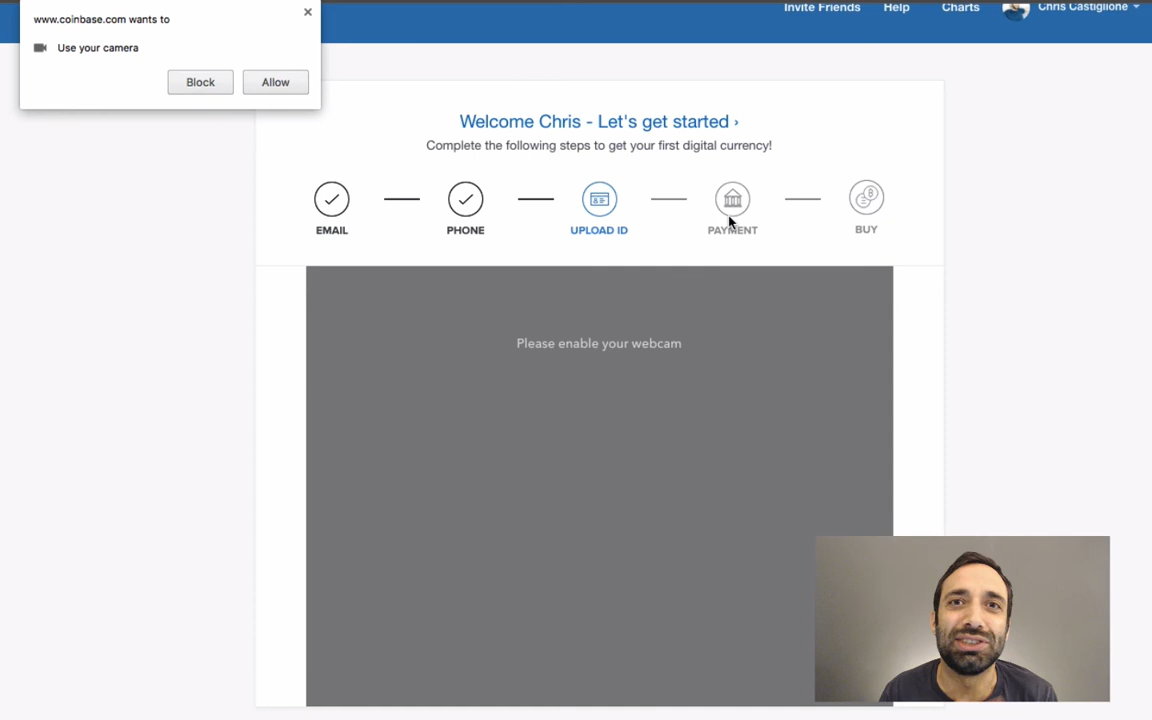 www.coinbase.com wants to
Use your camera
Block
Allow
Invite Friends
Help
Charts
Chris Castiglione
Welcome Chris - Let's get started ›
Complete the following steps to get your first digital currency!
EMAIL
PHONE
UPLOAD ID
PAYMENT
BUY
Please enable your webcam